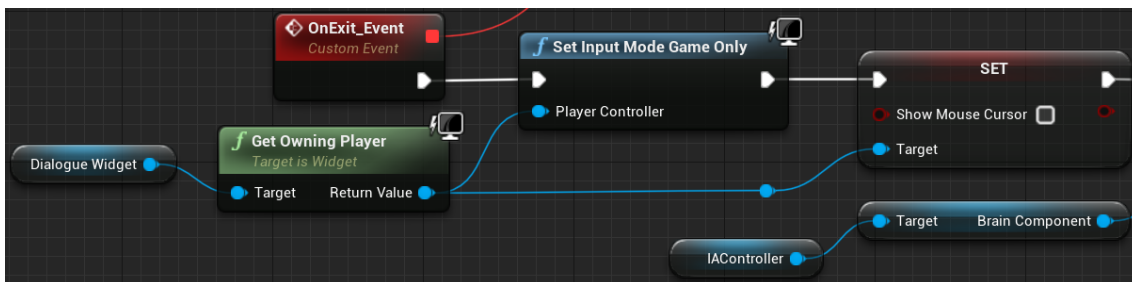 OnExit_Event
Custom Event
f Set Input Mode Game Only
Player Controller
SET
Show Mouse Cursor
Target
f Get Owning Player
Target is Widget
Target Return Value
Dialogue Widget
Target Brain Component
IAController